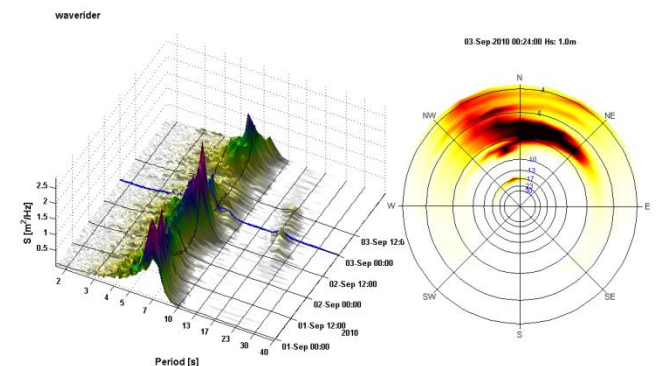 waverider
S [m²/Hz]
2.5
2
1.5
1
0.5
2
3
4
5
7
10
13
17
23
30
40
Period [s]
03-Sep 12:0
03-Sep 00:00
02-Sep 12:00
02-Sep 00:00
01-Sep 12:00
2010
01-Sep 00:00
03-Sep-2010 00:24:00 Hs: 1.0m
N
NE
E
SE
S
SW
W
NW
4
6
10
13
17